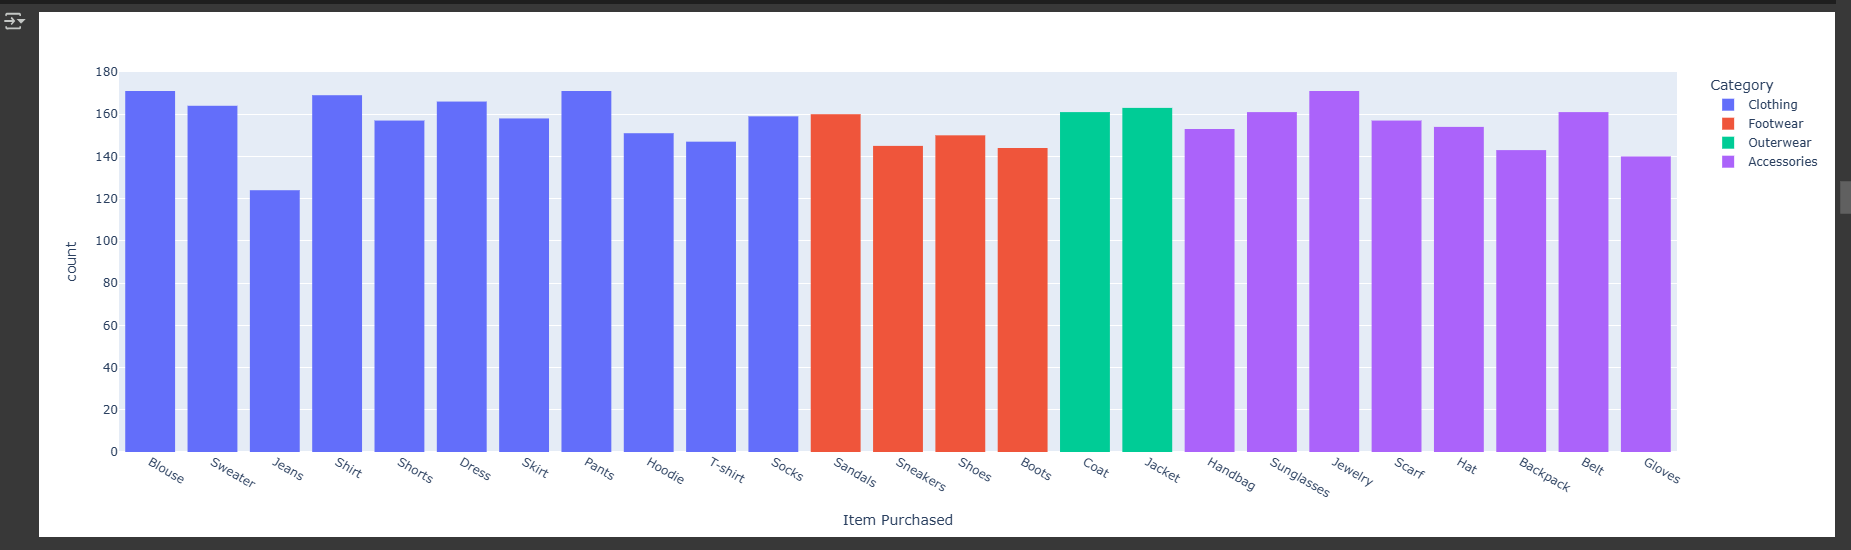 180
160
140
120
100
80
60
40
20
0
count
Blouse
Sweater
Jeans
Shirt
Shorts
Dress
Skirt
Pants
Hoodie
T-shirt
Socks
Sandals
Sneakers
Shoes
Boots
Coat
Jacket
Handbag
Sunglasses
Jewelry
Scarf
Hat
Backpack
Belt
Gloves
Item Purchased
Category
Clothing
Footwear
Outerwear
Accessories